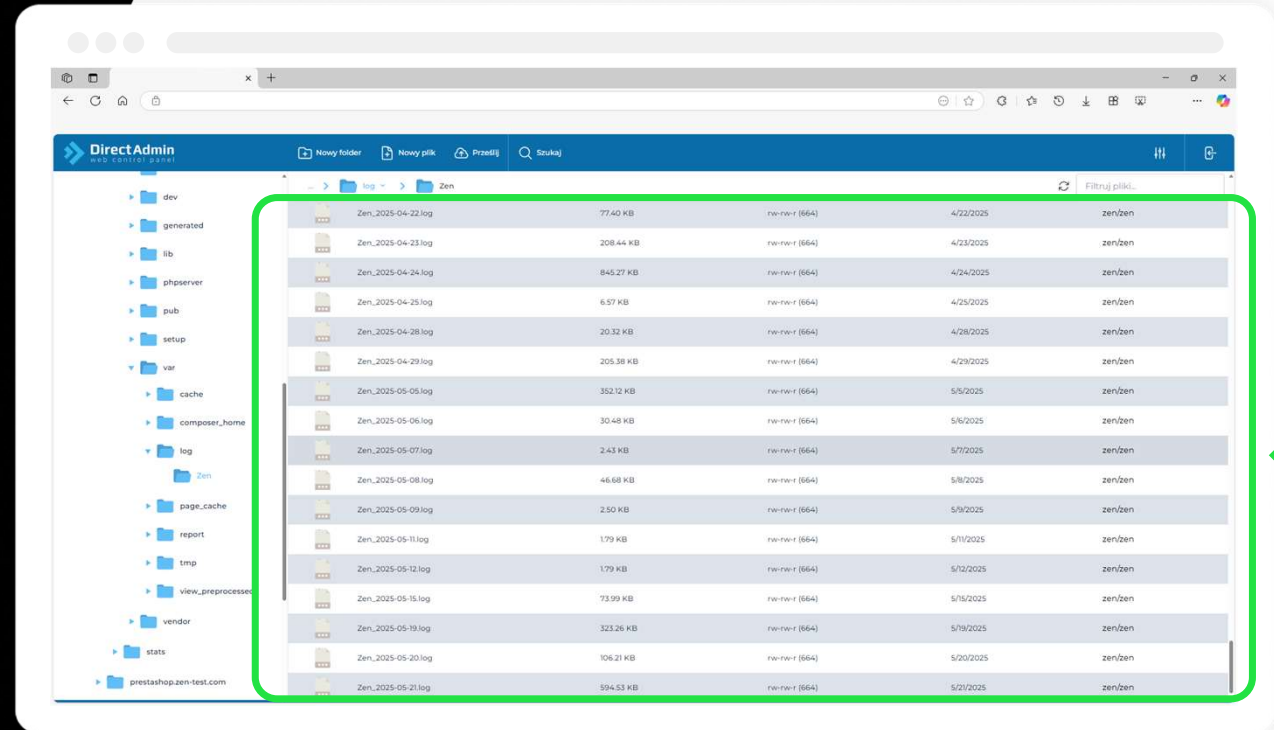 DirectAdmin
web control panel
Nowy folder
Nowy plik
Prześlij
Szukaj
... > log > Zen
Filtruj pliki...
dev
generated
lib
phpserver
pub
setup
var
cache
composer_home
log
Zen
page_cache
report
tmp
view_preprocessed
vendor
stats
prestashop.zen-test.com
Zen_2025-04-22.log 77.40 KB rw-rw-r (664) 4/22/2025 zen/zen
Zen_2025-04-23.log 208.44 KB rw-rw-r (664) 4/23/2025 zen/zen
Zen_2025-04-24.log 845.27 KB rw-rw-r (664) 4/24/2025 zen/zen
Zen_2025-04-25.log 6.57 KB rw-rw-r (664) 4/25/2025 zen/zen
Zen_2025-04-28.log 20.32 KB rw-rw-r (664) 4/28/2025 zen/zen
Zen_2025-04-29.log 205.38 KB rw-rw-r (664) 4/29/2025 zen/zen
Zen_2025-05-05.log 352.12 KB rw-rw-r (664) 5/5/2025 zen/zen
Zen_2025-05-06.log 30.48 KB rw-rw-r (664) 5/6/2025 zen/zen
Zen_2025-05-07.log 2.43 KB rw-rw-r (664) 5/7/2025 zen/zen
Zen_2025-05-08.log 46.68 KB rw-rw-r (664) 5/8/2025 zen/zen
Zen_2025-05-09.log 2.50 KB rw-rw-r (664) 5/9/2025 zen/zen
Zen_2025-05-11.log 1.79 KB rw-rw-r (664) 5/11/2025 zen/zen
Zen_2025-05-12.log 1.79 KB rw-rw-r (664) 5/12/2025 zen/zen
Zen_2025-05-15.log 73.99 KB rw-rw-r (664) 5/15/2025 zen/zen
Zen_2025-05-19.log 323.26 KB rw-rw-r (664) 5/19/2025 zen/zen
Zen_2025-05-20.log 106.21 KB rw-rw-r (664) 5/20/2025 zen/zen
Zen_2025-05-21.log 594.53 KB rw-rw-r (664) 5/21/2025 zen/zen